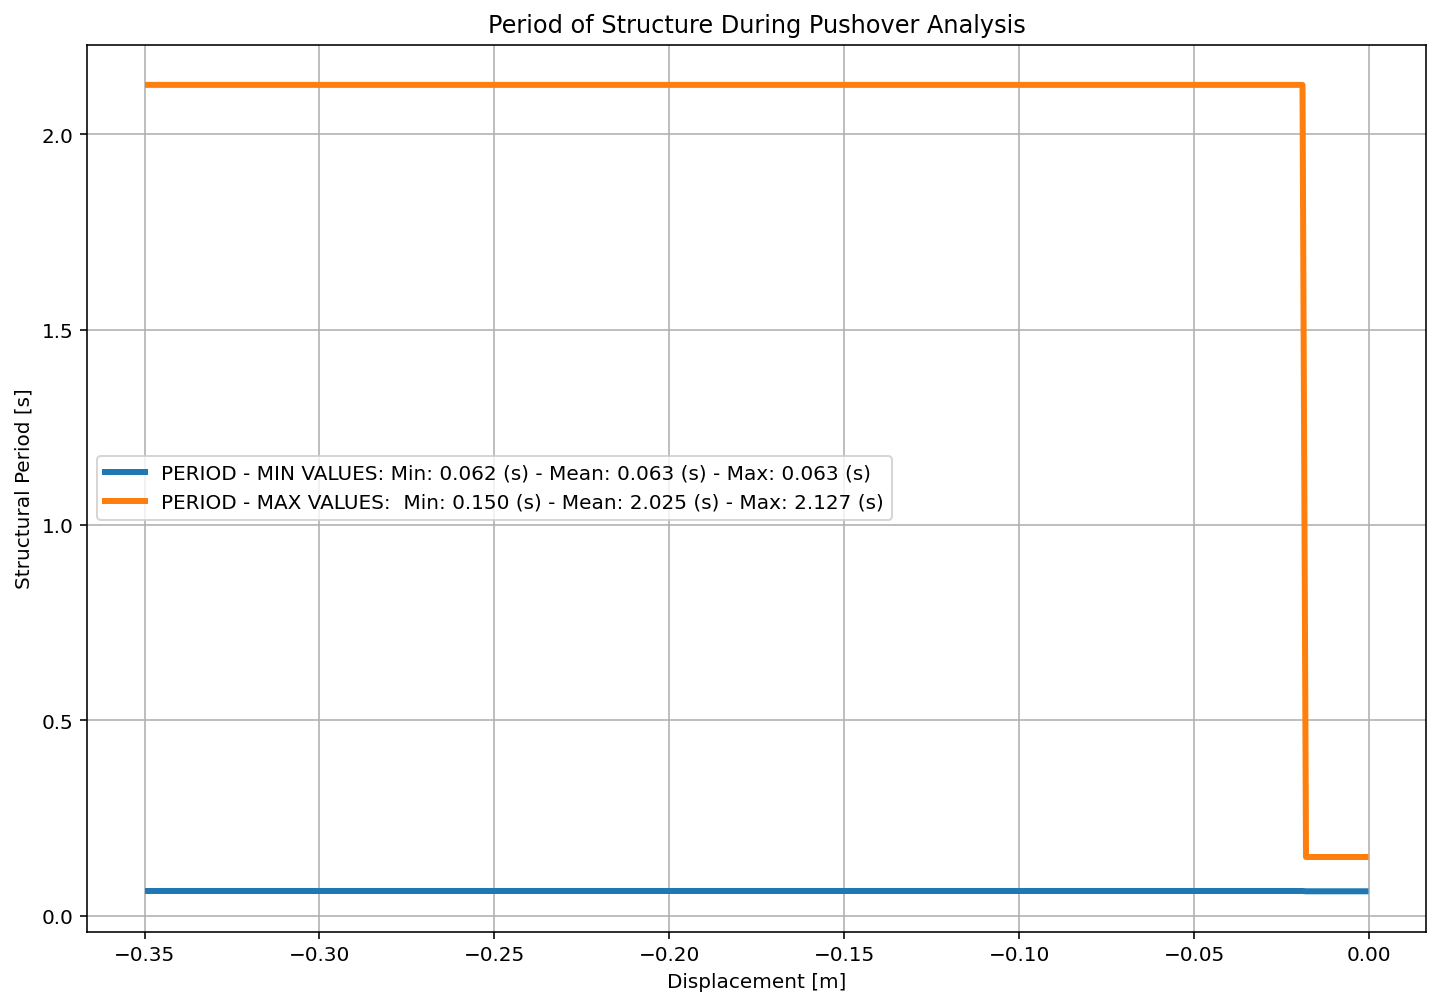 Period of Structure During Pushover Analysis
Structural Period [s]
2.0
1.5
1.0
0.5
0.0
PERIOD - MIN VALUES: Min: 0.062 (s) - Mean: 0.063 (s) - Max: 0.063 (s)
PERIOD - MAX VALUES:  Min: 0.150 (s) - Mean: 2.025 (s) - Max: 2.127 (s)
−0.35 −0.30 −0.25 −0.20 −0.15 −0.10 −0.05 0.00
Displacement [m]